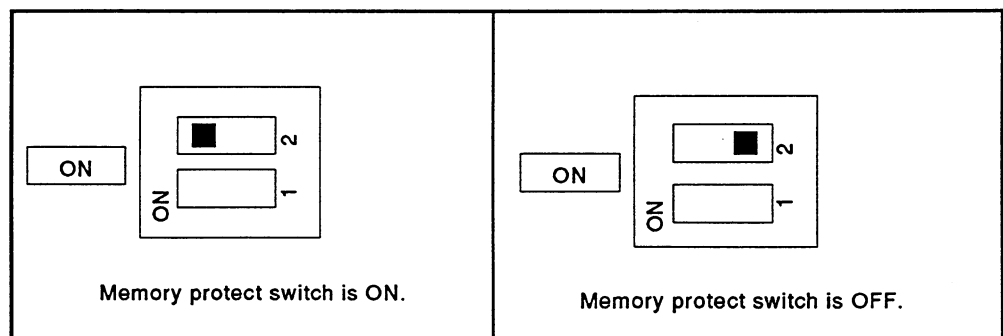 ON
2
1
ON
Memory protect switch is ON.
ON
2
1
ON
Memory protect switch is OFF.